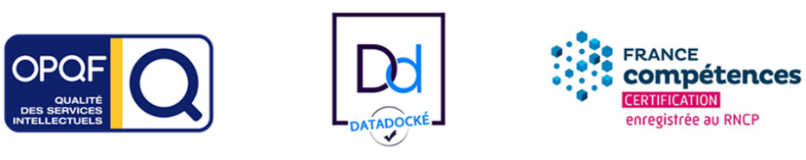 OPQF
QUALITÉ
DES SERVICES
INTELLECTUELS
Q
Dd
DATADOCKÉ
FRANCE
compétences
CERTIFICATION
enregistrée au RNCP